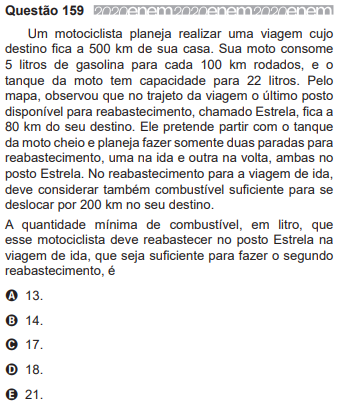 Questão 159 2020enem2020enem2020enem
Um motociclista planeja realizar uma viagem cujo
destino fica a 500 km de sua casa. Sua moto consome
5 litros de gasolina para cada 100 km rodados, e o
tanque da moto tem capacidade para 22 litros. Pelo
mapa, observou que no trajeto da viagem o último posto
disponível para reabastecimento, chamado Estrela, fica a
80 km do seu destino. Ele pretende partir com o tanque
da moto cheio e planeja fazer somente duas paradas para
reabastecimento, uma na ida e outra na volta, ambas no
posto Estrela. No reabastecimento para a viagem de ida,
deve considerar também combustível suficiente para se
deslocar por 200 km no seu destino.
A quantidade mínima de combustível, em litro, que
esse motociclista deve reabastecer no posto Estrela na
viagem de ida, que seja suficiente para fazer o segundo
reabastecimento, é
A 13.
B 14.
C 17.
D 18.
E 21.